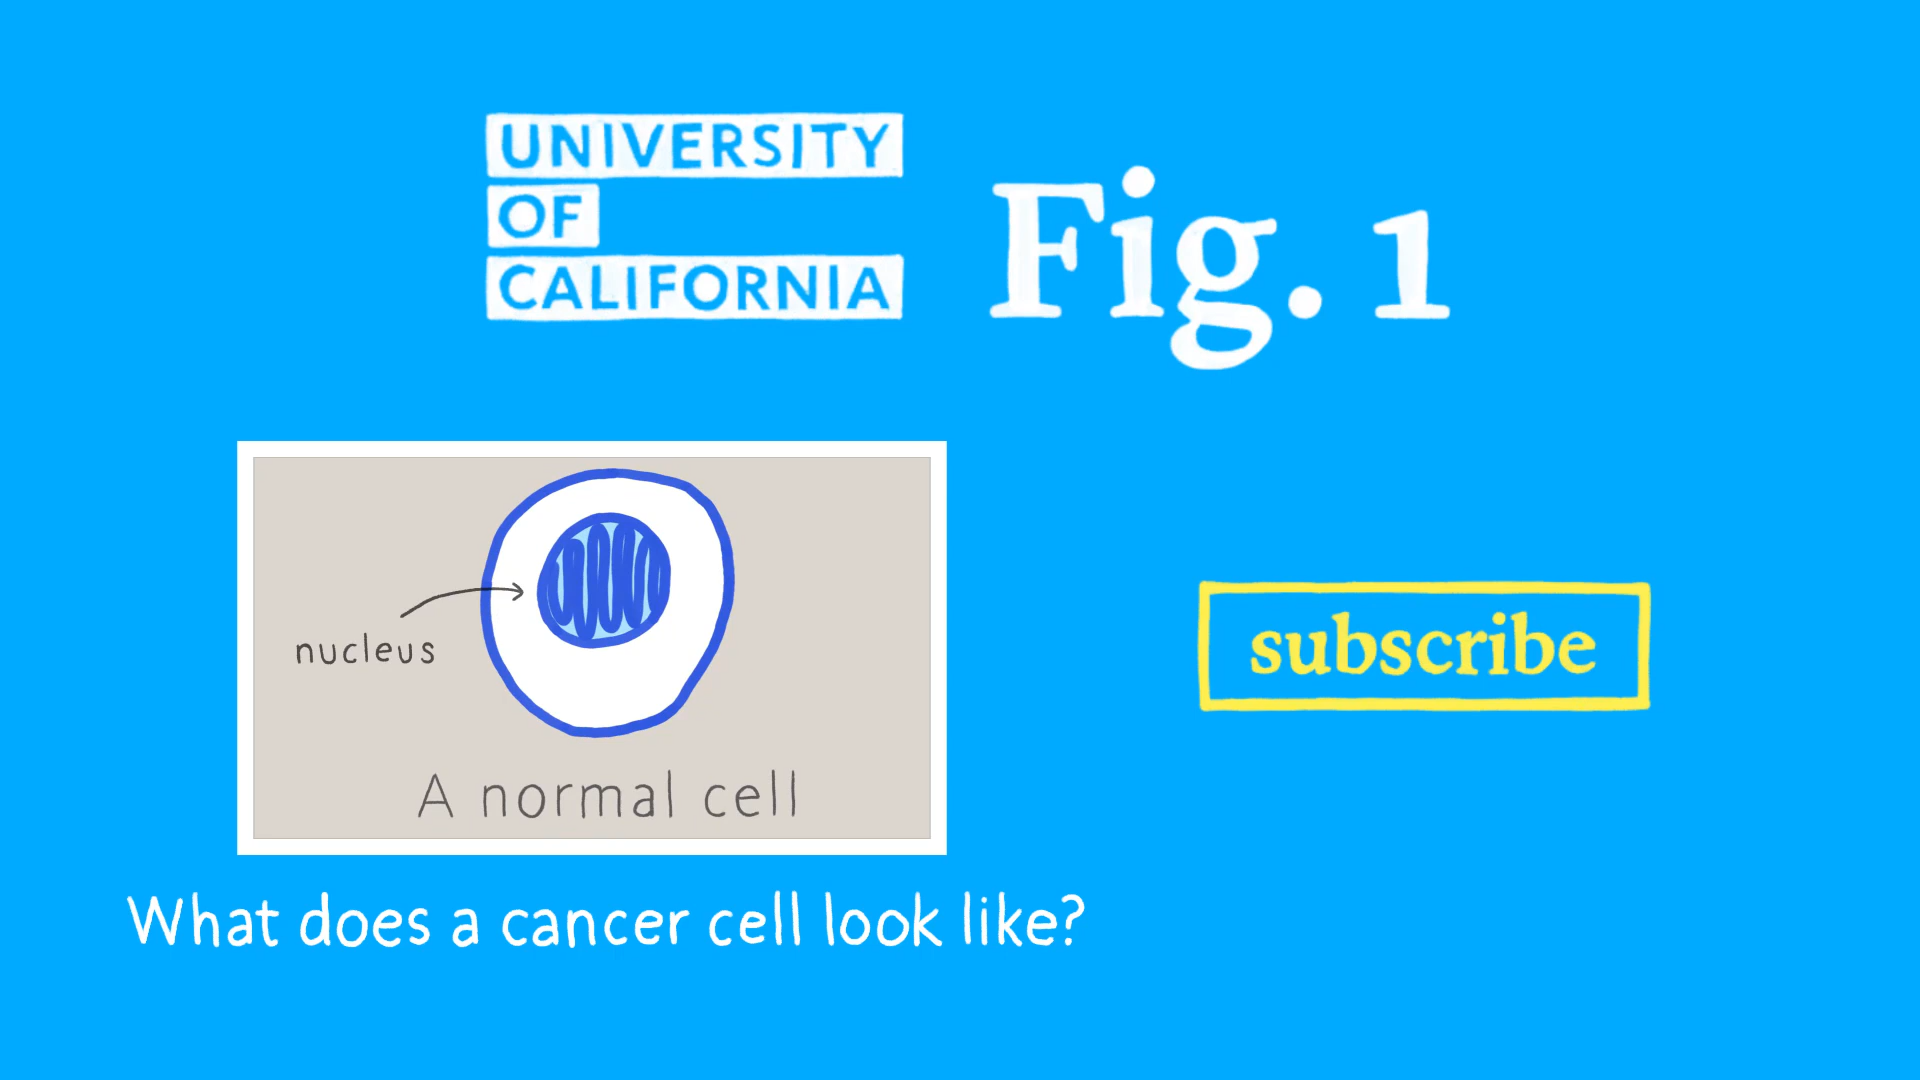 UNIVERSITY
OF
CALIFORNIA
Fig. 1
nucleus
A normal cell
subscribe
What does a cancer cell look like?